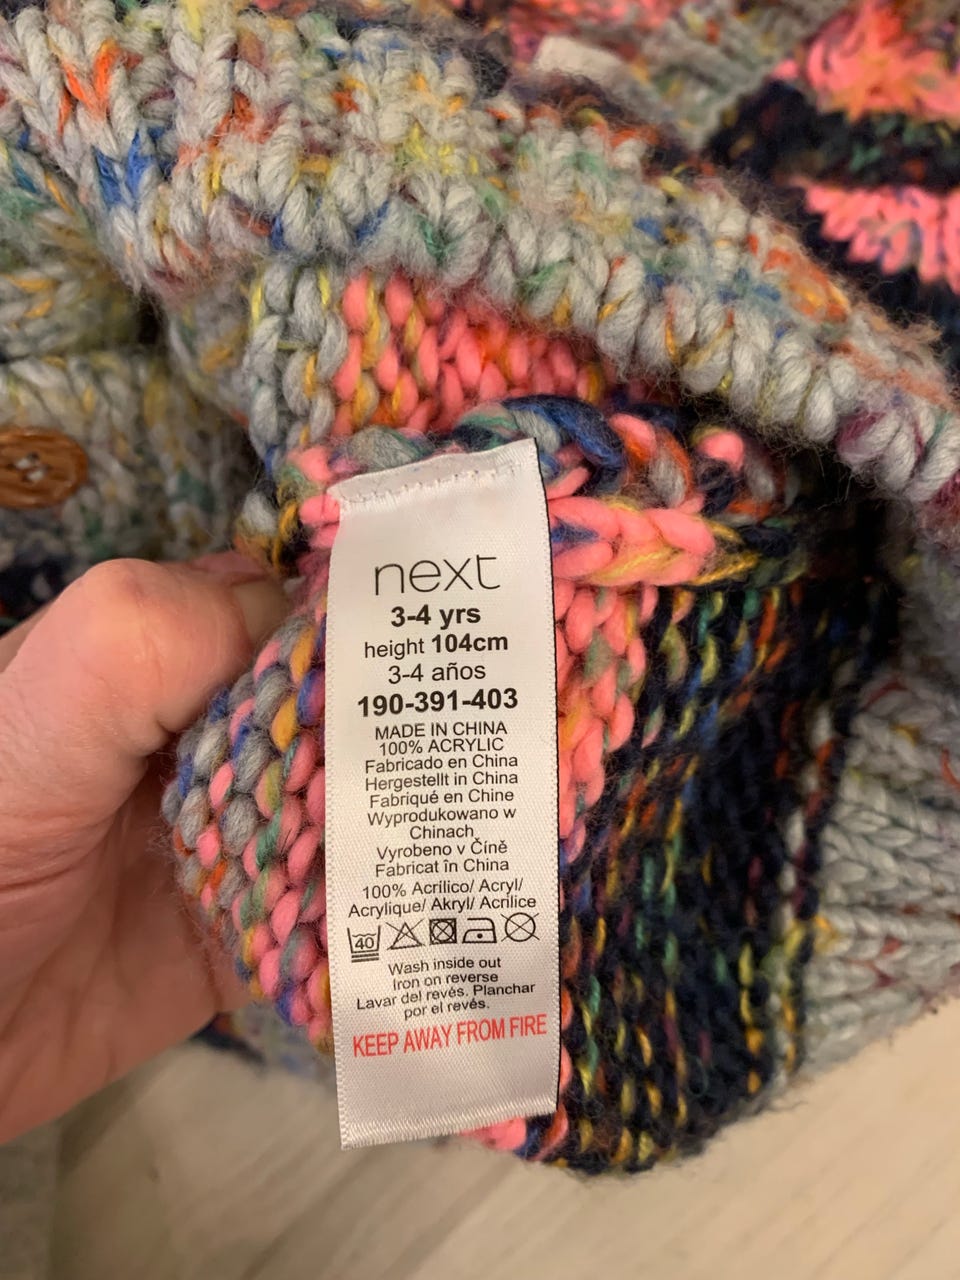 next
3-4 yrs
height 104cm
3-4 años
190-391-403
MADE IN CHINA
100% ACRYLIC
Fabricado en China
Hergestellt in China
Fabriqué en Chine
Wyprodukowano w
Chinach
Vyrobeno v Číně
Fabricat în China
100% Acrílico/ Acryl/
Acrylique/ Akryl/ Acrilice
40
Wash inside out
Iron on reverse
Lavar del revés. Planchar
por el revés.
KEEP AWAY FROM FIRE